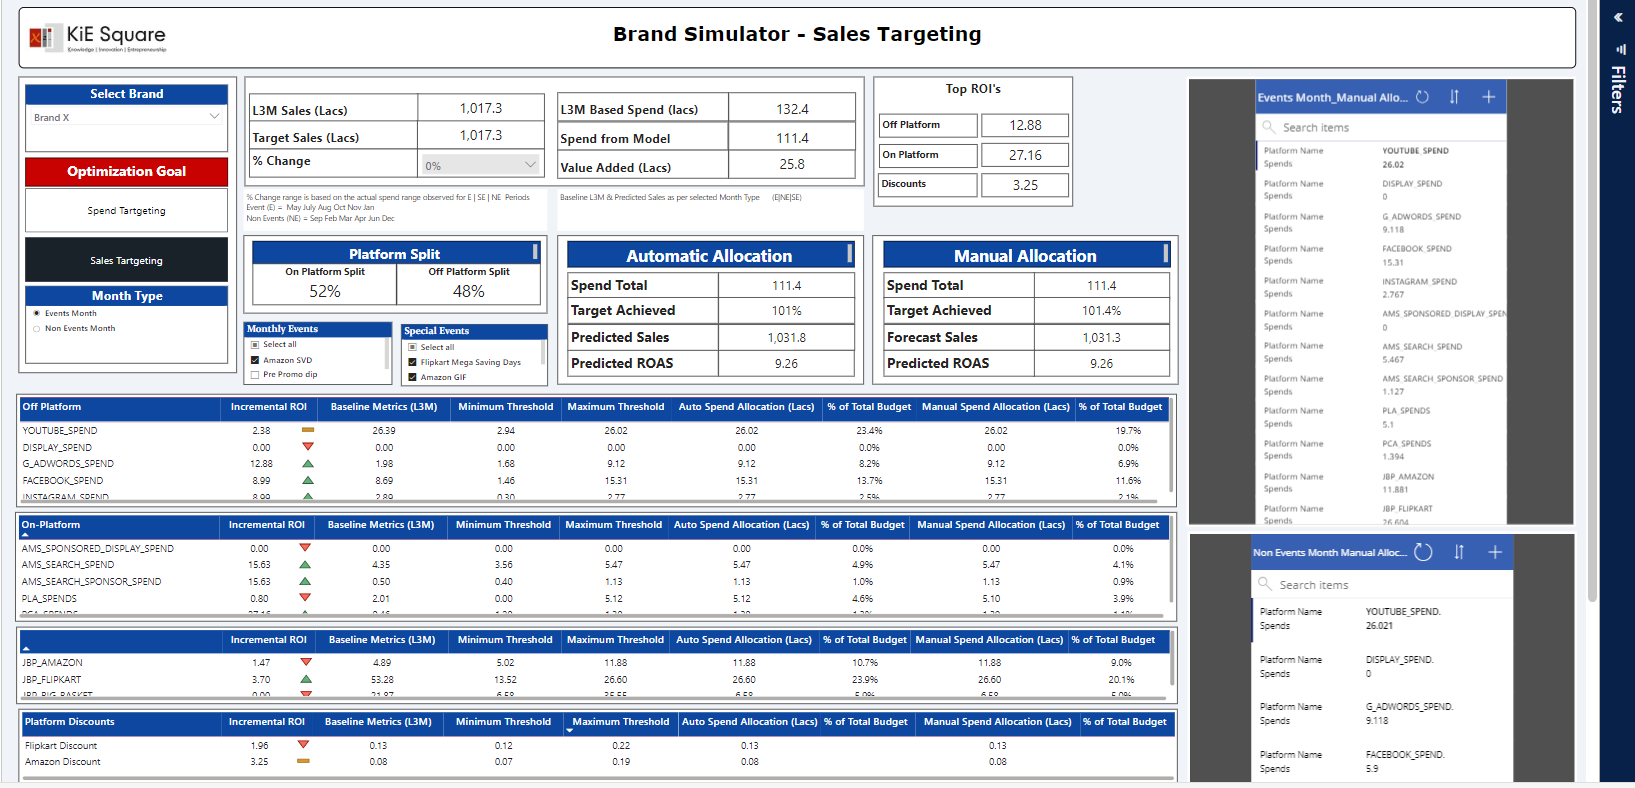 KiE Square
Knowledge | Innovation | Entrepreneurship
Brand Simulator - Sales Targeting
Filters
Select Brand
Brand X
Optimization Goal
Spend Tartgeting
Sales Tartgeting
Month Type
Events Month
Non Events Month
L3M Sales (Lacs) 1,017.3
Target Sales (Lacs) 1,017.3
% Change 0%
L3M Based Spend (lacs) 132.4
Spend from Model 111.4
Value Added (Lacs) 25.8
Top ROI's
Off Platform 12.88
On Platform 27.16
Discounts 3.25
% Change range is based on the actual spend range observed for E | SE | NE Periods
Event (E) = May July Aug Oct Nov Jan
Non Events (NE) = Sep Feb Mar Apr Jun Dec
Baseline L3M & Predicted Sales as per selected Month Type (E|NE|SE)
Platform Split
On Platform Split Off Platform Split
52% 48%
Monthly Events
Select all
Amazon SVD
Pre Promo dip
Special Events
Select all
Flipkart Mega Saving Days
Amazon GIF
Automatic Allocation
Spend Total 111.4
Target Achieved 101%
Predicted Sales 1,031.8
Predicted ROAS 9.26
Manual Allocation
Spend Total 111.4
Target Achieved 101.4%
Forecast Sales 1,031.3
Predicted ROAS 9.26
Off Platform Incremental ROI Baseline Metrics (L3M) Minimum Threshold Maximum Threshold Auto Spend Allocation (Lacs) % of Total Budget Manual Spend Allocation (Lacs) % of Total Budget
YOUTUBE_SPEND 2.38 26.39 2.94 26.02 26.02 23.4% 26.02 19.7%
DISPLAY_SPEND 0.00 0.00 0.00 0.00 0.00 0.0% 0.00 0.0%
G_ADWORDS_SPEND 12.88 1.98 1.68 9.12 9.12 8.2% 9.12 6.9%
FACEBOOK_SPEND 8.99 8.69 1.46 15.31 15.31 13.7% 15.31 11.6%
INSTAGRAM_SPEND 8.99 2.89 0.30 2.77 2.77 2.5% 2.77 2.1%
On-Platform Incremental ROI Baseline Metrics (L3M) Minimum Threshold Maximum Threshold Auto Spend Allocation (Lacs) % of Total Budget Manual Spend Allocation (Lacs) % of Total Budget
AMS_SPONSORED_DISPLAY_SPEND 0.00 0.00 0.00 0.00 0.00 0.0% 0.00 0.0%
AMS_SEARCH_SPEND 15.63 4.35 3.56 5.47 5.47 4.9% 5.47 4.1%
AMS_SEARCH_SPONSOR_SPEND 15.63 0.50 0.40 1.13 1.13 1.0% 1.13 0.9%
PLA_SPENDS 0.80 2.01 0.00 5.12 5.12 4.6% 5.10 3.9%
Incremental ROI Baseline Metrics (L3M) Minimum Threshold Maximum Threshold Auto Spend Allocation (Lacs) % of Total Budget Manual Spend Allocation (Lacs) % of Total Budget
JBP_AMAZON 1.47 4.89 5.02 11.88 11.88 10.7% 11.88 9.0%
JBP_FLIPKART 3.70 53.28 13.52 26.60 26.60 23.9% 26.60 20.1%
Platform Discounts Incremental ROI Baseline Metrics (L3M) Minimum Threshold Maximum Threshold Auto Spend Allocation (Lacs) % of Total Budget Manual Spend Allocation (Lacs) % of Total Budget
Flipkart Discount 1.96 0.13 0.12 0.22 0.13 0.13
Amazon Discount 3.25 0.08 0.07 0.19 0.08 0.08
Events Month_Manual Allo...
Search items
Platform Name YOUTUBE_SPEND
Spends 26.02
Platform Name DISPLAY_SPEND
Spends 0
Platform Name G_ADWORDS_SPEND
Spends 9.118
Platform Name FACEBOOK_SPEND
Spends 15.31
Platform Name INSTAGRAM_SPEND
Spends 2.767
Platform Name AMS_SPONSORED_DISPLAY_SPEN
Spends 0
Platform Name AMS_SEARCH_SPEND
Spends 5.467
Platform Name AMS_SEARCH_SPONSOR_SPEND
Spends 1.127
Platform Name PLA_SPENDS
Spends 5.1
Platform Name PCA_SPENDS
Spends 1.394
Platform Name JBP_AMAZON
Spends 11.881
Platform Name JBP_FLIPKART
Spends 26.604
Non Events Month Manual Alloc...
Search items
Platform Name YOUTUBE_SPEND.
Spends 26.021
Platform Name DISPLAY_SPEND.
Spends 0
Platform Name G_ADWORDS_SPEND.
Spends 9.118
Platform Name FACEBOOK_SPEND.
Spends 5.9